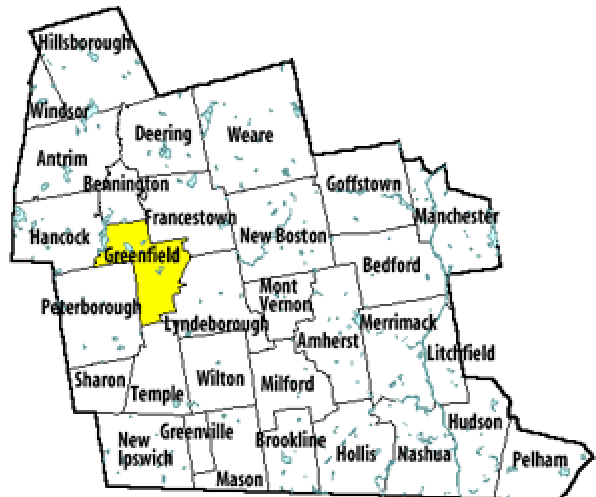 Hillsborough
Windsor
Deering
Weare
Antrim
Bennington
Goffstown
Francestown
Manchester
Hancock
New Boston
Greenfield
Bedford
Mont
Vernon
Peterborough
Lyndeborough
Merrimack
Amherst
Litchfield
Sharon
Wilton
Milford
Temple
Hudson
Greenville
New
Ipswich
Brookline
Hollis
Nashua
Pelham
Mason